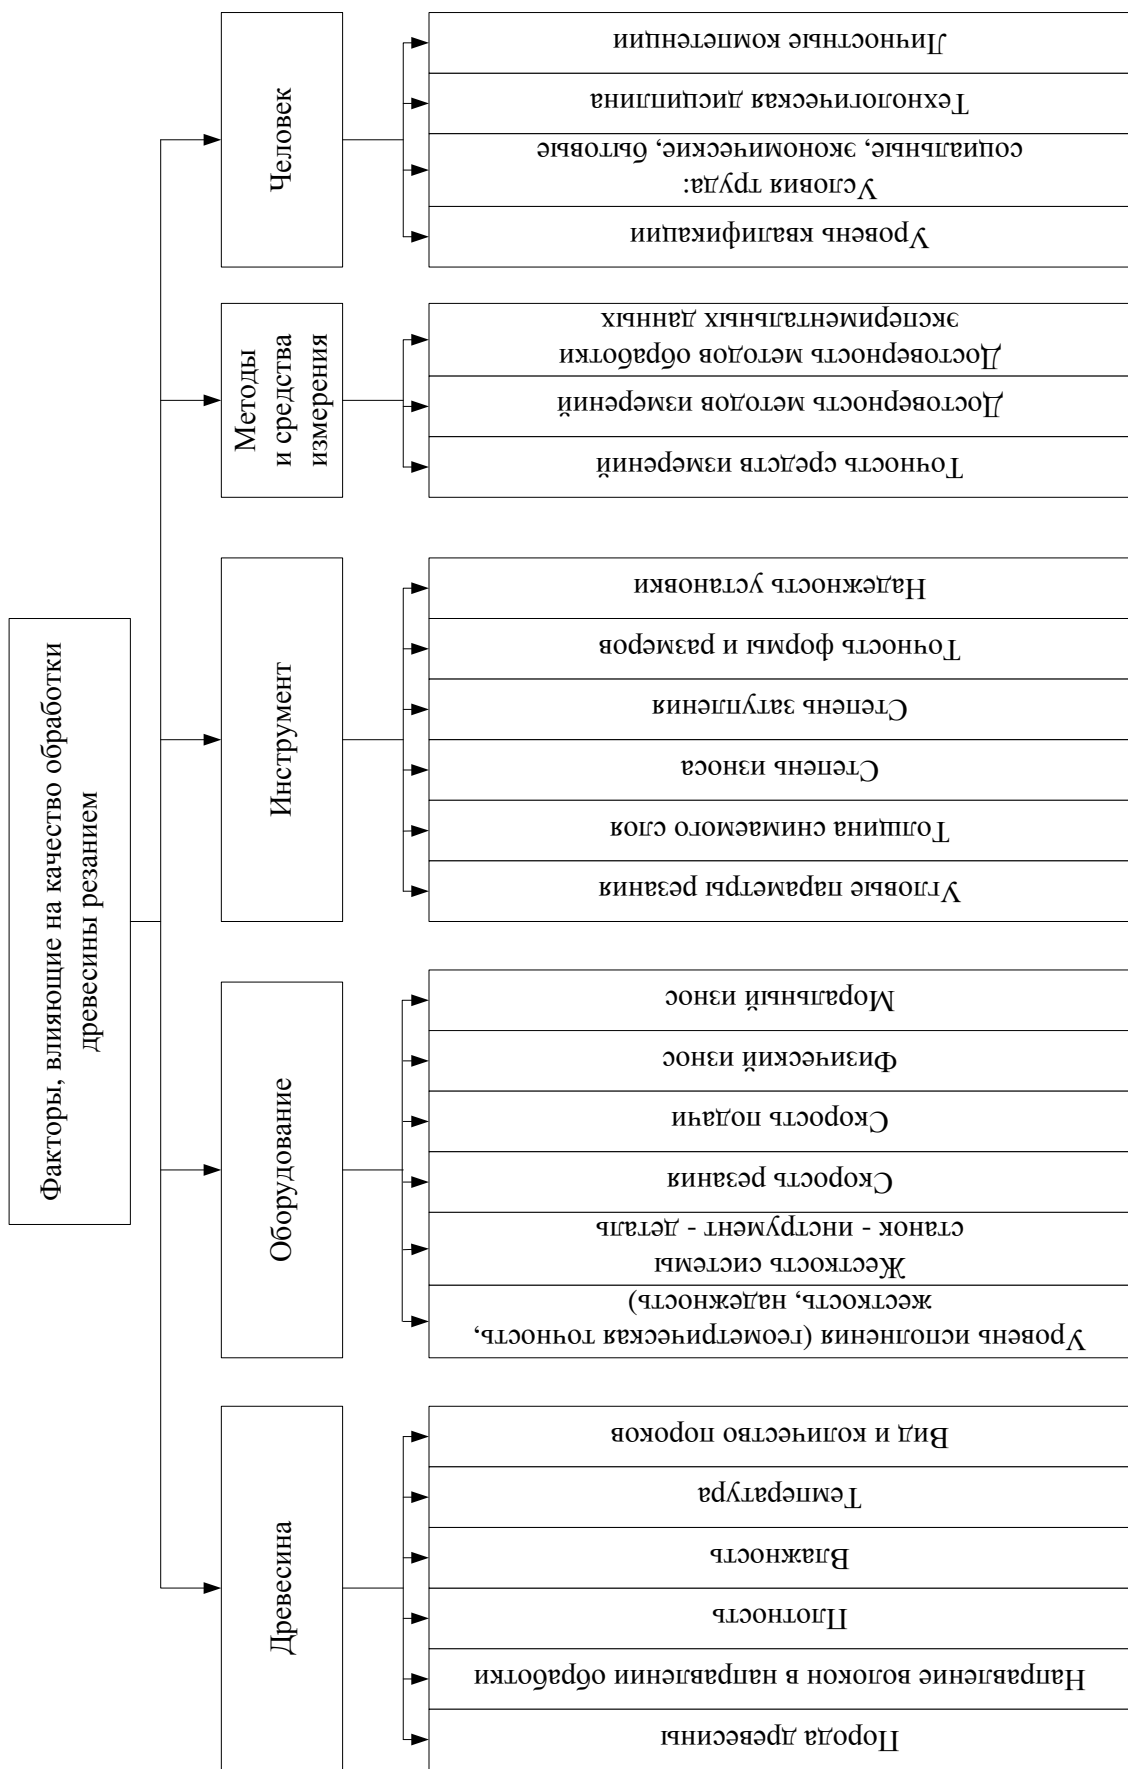 Факторы, влияющие на качество обработки
древесины резанием
Древесина
Порода древесины
Направление волокон в направлении обработки
Плотность
Влажность
Температура
Вид и количество пороков
Оборудование
Уровень исполнения (геометрическая точность,
жесткость, надежность)
Жесткость системы
станок - инструмент - деталь
Скорость резания
Скорость подачи
Физический износ
Моральный износ
Инструмент
Угловые параметры резания
Толщина снимаемого слоя
Степень износа
Степень затупления
Точность формы и размеров
Надежность установки
Методы
и средства
измерения
Точность средств измерений
Достоверность методов измерений
Достоверность методов обработки
экспериментальных данных
Человек
Уровень квалификации
Условия труда:
социальные, экономические, бытовые
Технологическая дисциплина
Личностные компетенции